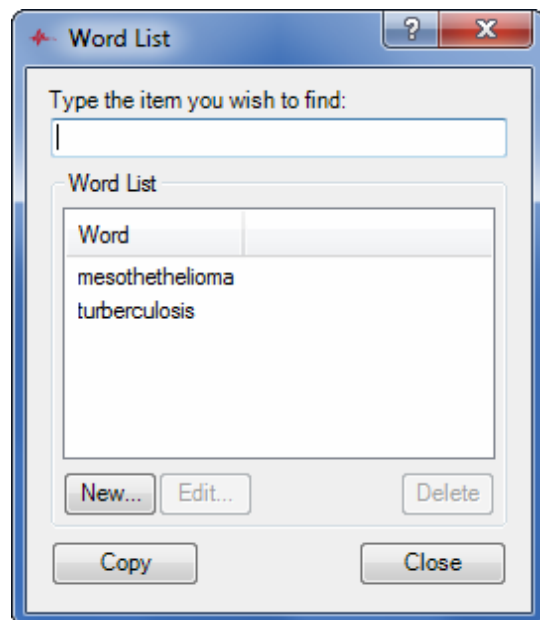 Word List
Type the item you wish to find:
Word List
Word
mesothethelioma
turberculosis
New... Edit... Delete
Copy Close